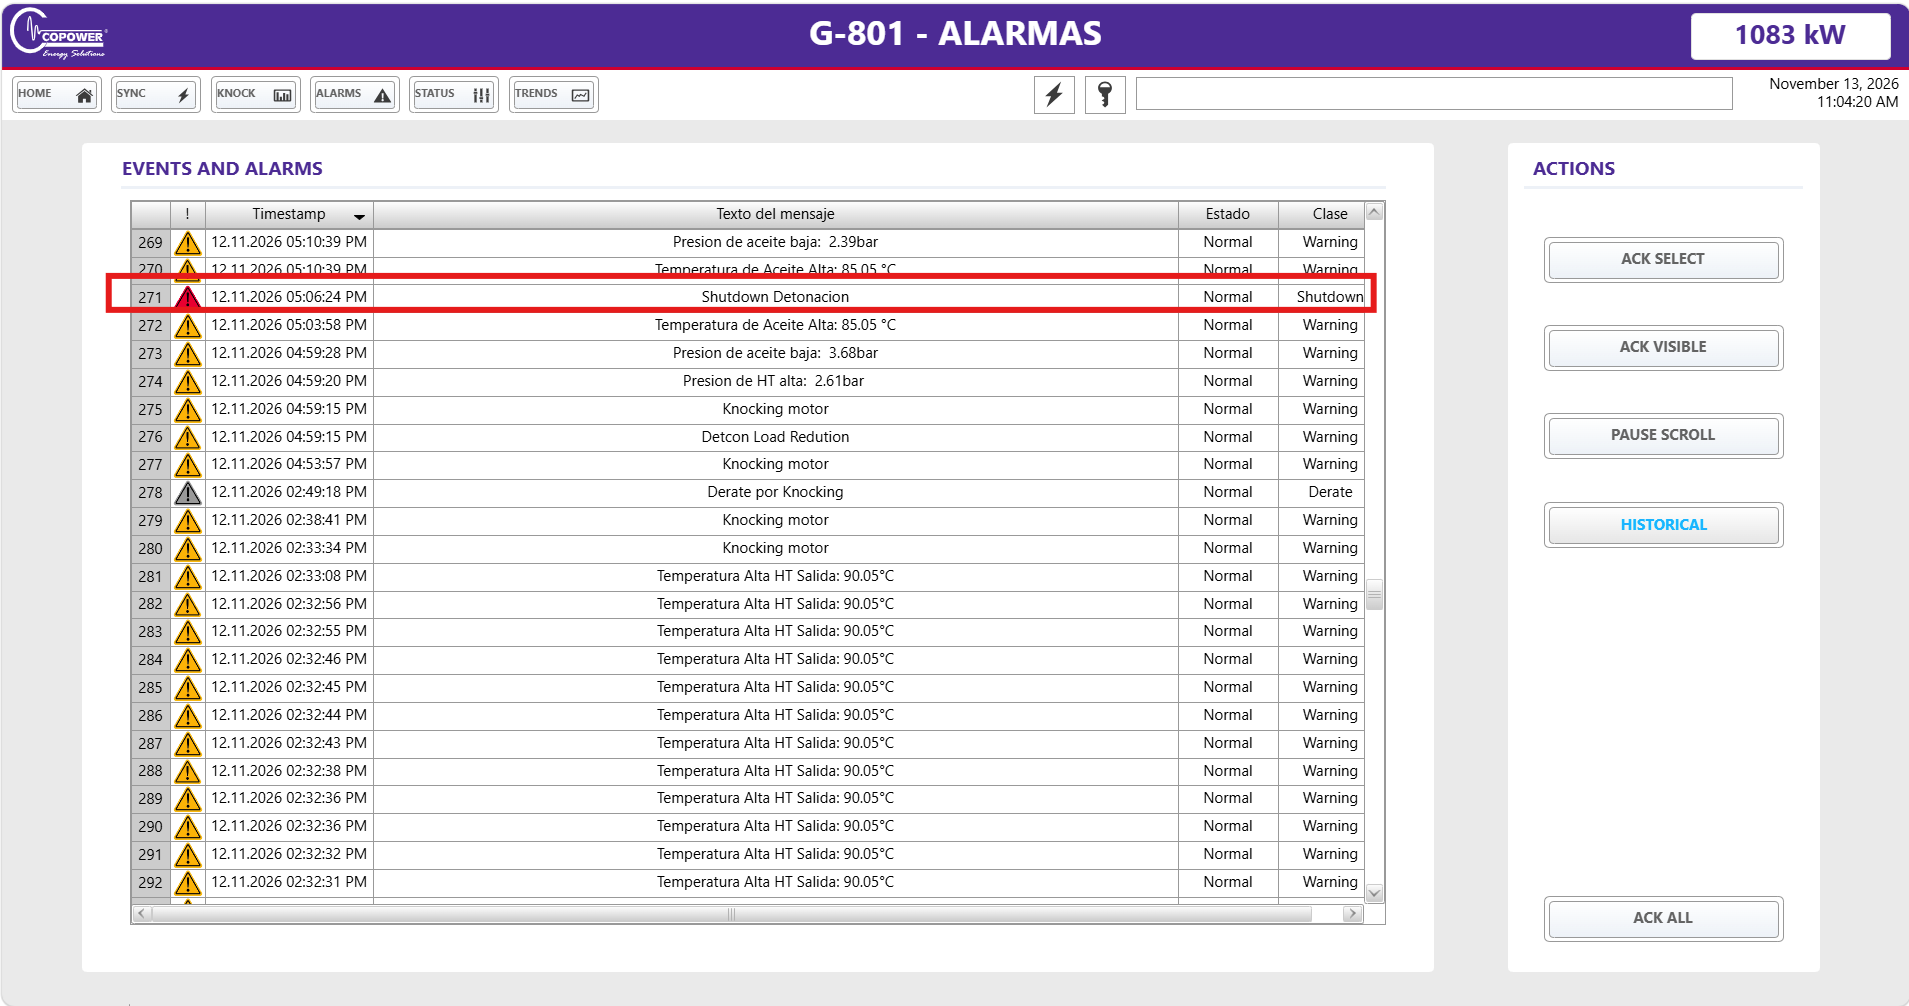 COPOWER
Energy Solutions
G-801 - ALARMAS
1083 kW
HOME
SYNC
KNOCK
ALARMS
STATUS
TRENDS
November 13, 2026
11:04:20 AM
EVENTS AND ALARMS
! Timestamp Texto del mensaje Estado Clase
269 12.11.2026 05:10:39 PM Presion de aceite baja: 2.39bar Normal Warning
270 12.11.2026 05:10:39 PM Temperatura de Aceite Alta: 85.05 °C Normal Warning
271 12.11.2026 05:06:24 PM Shutdown Detonacion Normal Shutdown
272 12.11.2026 05:03:58 PM Temperatura de Aceite Alta: 85.05 °C Normal Warning
273 12.11.2026 04:59:28 PM Presion de aceite baja: 3.68bar Normal Warning
274 12.11.2026 04:59:20 PM Presion de HT alta: 2.61bar Normal Warning
275 12.11.2026 04:59:15 PM Knocking motor Normal Warning
276 12.11.2026 04:59:15 PM Detcon Load Redution Normal Warning
277 12.11.2026 04:53:57 PM Knocking motor Normal Warning
278 12.11.2026 02:49:18 PM Derate por Knocking Normal Derate
279 12.11.2026 02:38:41 PM Knocking motor Normal Warning
280 12.11.2026 02:33:34 PM Knocking motor Normal Warning
281 12.11.2026 02:33:08 PM Temperatura Alta HT Salida: 90.05°C Normal Warning
282 12.11.2026 02:32:56 PM Temperatura Alta HT Salida: 90.05°C Normal Warning
283 12.11.2026 02:32:55 PM Temperatura Alta HT Salida: 90.05°C Normal Warning
284 12.11.2026 02:32:46 PM Temperatura Alta HT Salida: 90.05°C Normal Warning
285 12.11.2026 02:32:45 PM Temperatura Alta HT Salida: 90.05°C Normal Warning
286 12.11.2026 02:32:44 PM Temperatura Alta HT Salida: 90.05°C Normal Warning
287 12.11.2026 02:32:43 PM Temperatura Alta HT Salida: 90.05°C Normal Warning
288 12.11.2026 02:32:38 PM Temperatura Alta HT Salida: 90.05°C Normal Warning
289 12.11.2026 02:32:36 PM Temperatura Alta HT Salida: 90.05°C Normal Warning
290 12.11.2026 02:32:36 PM Temperatura Alta HT Salida: 90.05°C Normal Warning
291 12.11.2026 02:32:32 PM Temperatura Alta HT Salida: 90.05°C Normal Warning
292 12.11.2026 02:32:31 PM Temperatura Alta HT Salida: 90.05°C Normal Warning
ACTIONS
ACK SELECT
ACK VISIBLE
PAUSE SCROLL
HISTORICAL
ACK ALL